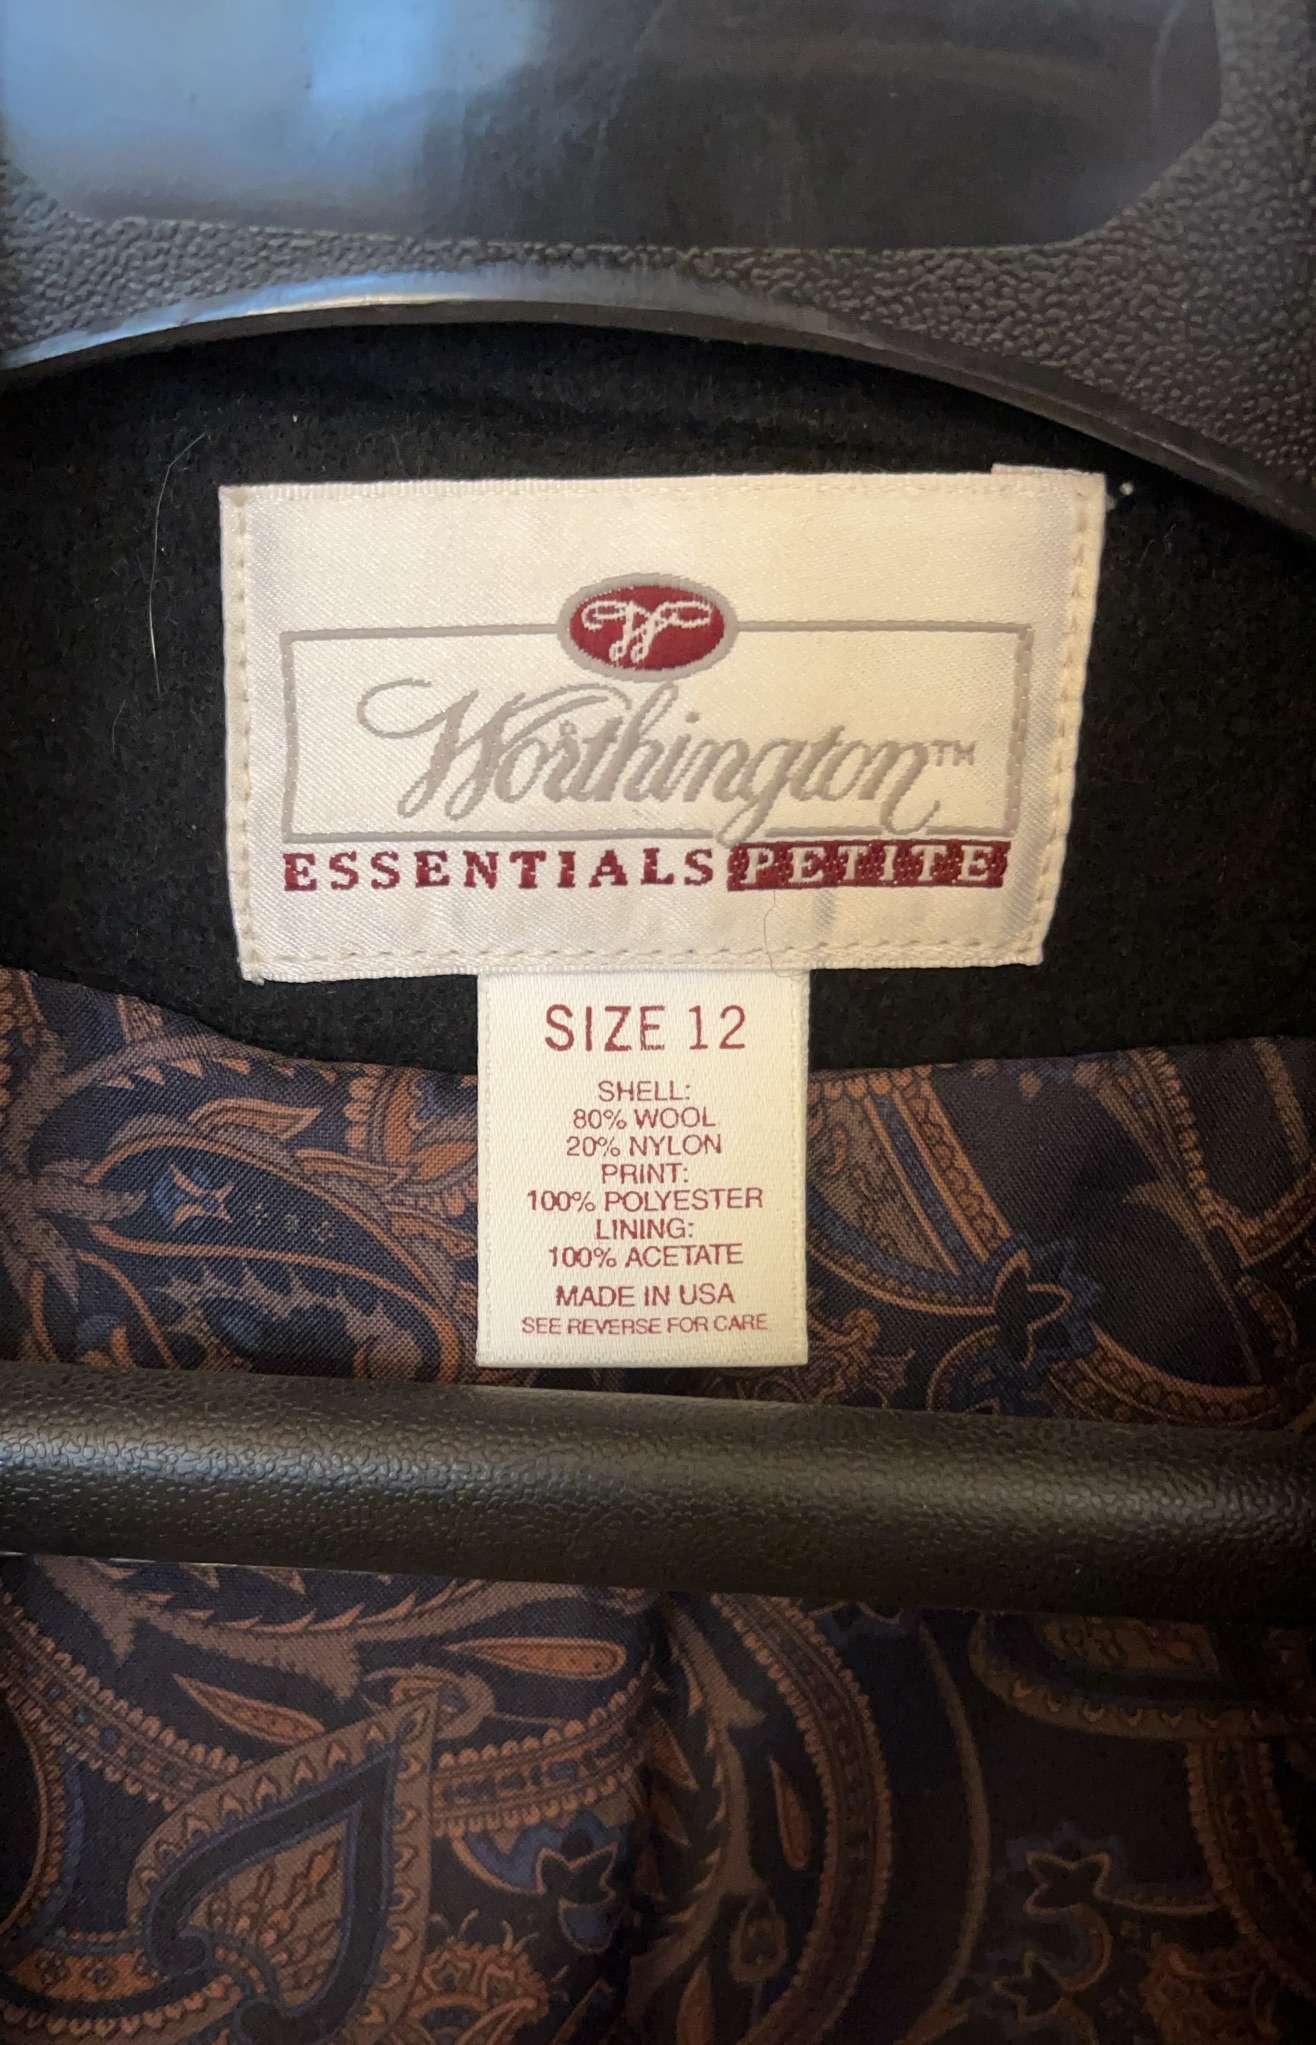 W
Worthington™
ESSENTIALS PETITE
SIZE 12
SHELL:
80% WOOL
20% NYLON
PRINT:
100% POLYESTER
LINING:
100% ACETATE
MADE IN USA
SEE REVERSE FOR CARE